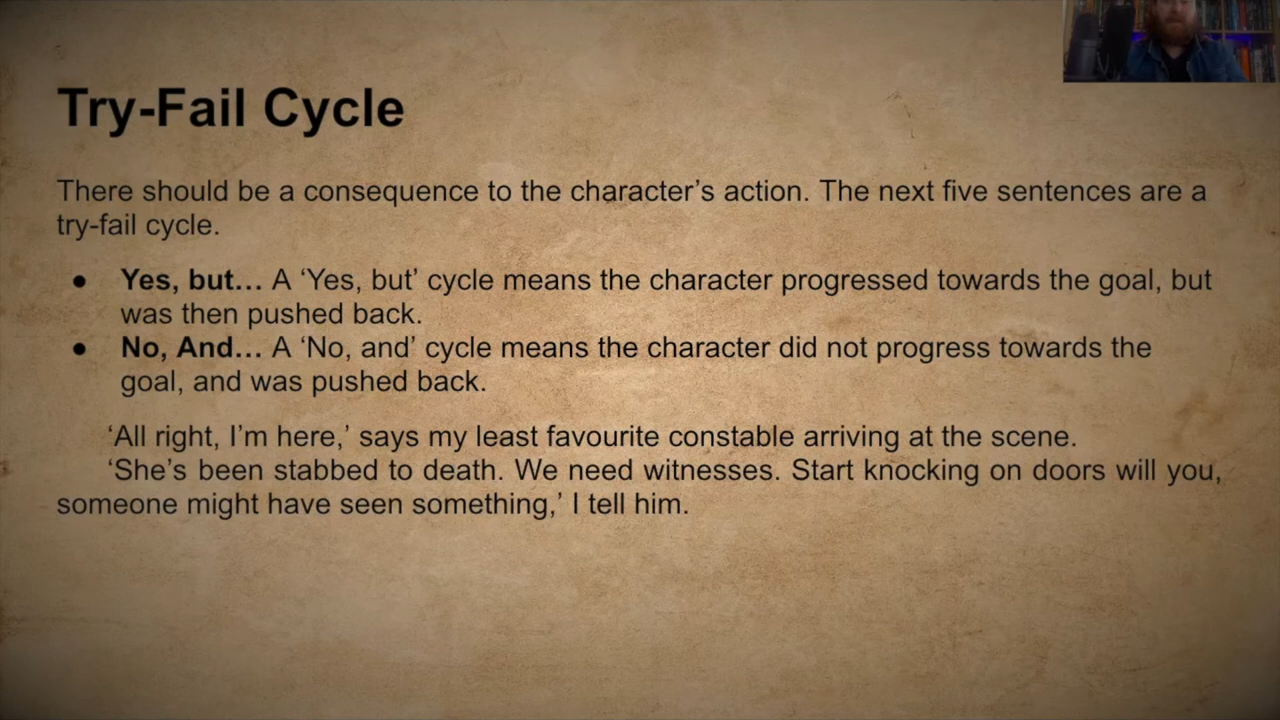 Try-Fail Cycle
There should be a consequence to the character’s action. The next five sentences are a
try-fail cycle.
● Yes, but… A ‘Yes, but’ cycle means the character progressed towards the goal, but
was then pushed back.
● No, And… A ‘No, and’ cycle means the character did not progress towards the
goal, and was pushed back.
‘All right, I’m here,’ says my least favourite constable arriving at the scene.
‘She’s been stabbed to death. We need witnesses. Start knocking on doors will you,
someone might have seen something,’ I tell him.